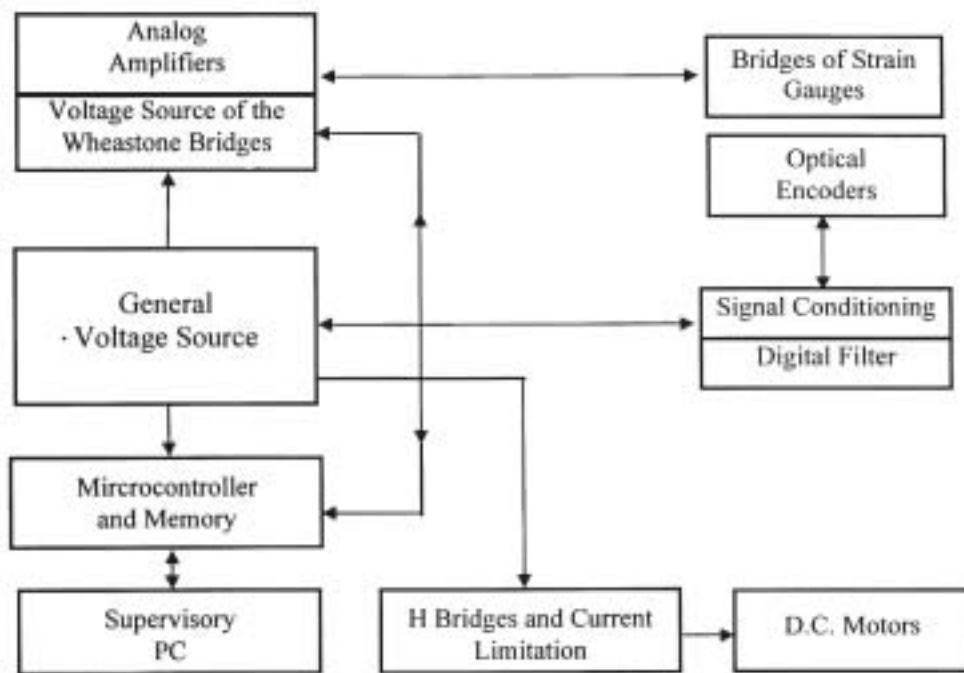 Analog
Amplifiers
Voltage Source of the
Wheastone Bridges
Bridges of Strain
Gauges
Optical
Encoders
General
· Voltage Source
Signal Conditioning
Digital Filter
Mircrocontroller
and Memory
Supervisory
PC
H Bridges and Current
Limitation
D.C. Motors